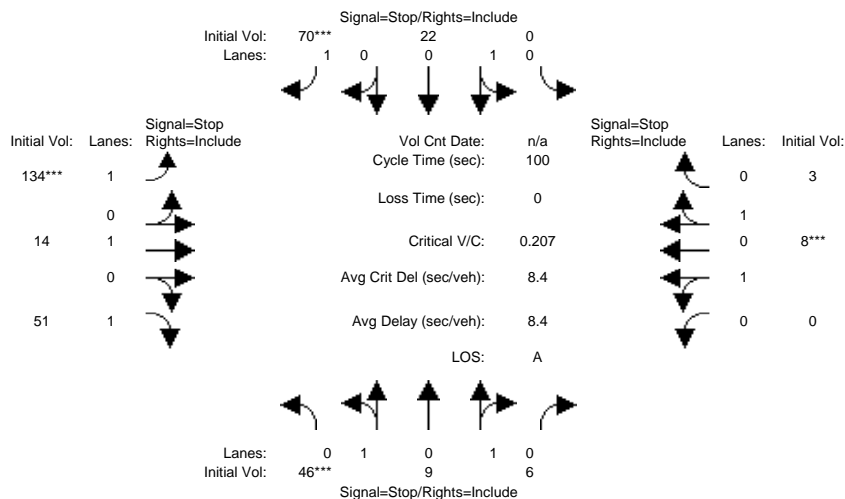 Signal=Stop/Rights=Include
Initial Vol: 70*** 22 0
Lanes: 1 0 0 1 0
Signal=Stop
Initial Vol: Lanes: Rights=Include
Vol Cnt Date: n/a
Signal=Stop
Rights=Include Lanes: Initial Vol:
Cycle Time (sec): 100
134*** 1
0 3
Loss Time (sec): 0
0
1
14 1
Critical V/C: 0.207
0 8***
0
Avg Crit Del (sec/veh): 8.4
1
51 1
Avg Delay (sec/veh): 8.4
0 0
LOS: A
Lanes: 0 1 0 1 0
Initial Vol: 46*** 9 6
Signal=Stop/Rights=Include